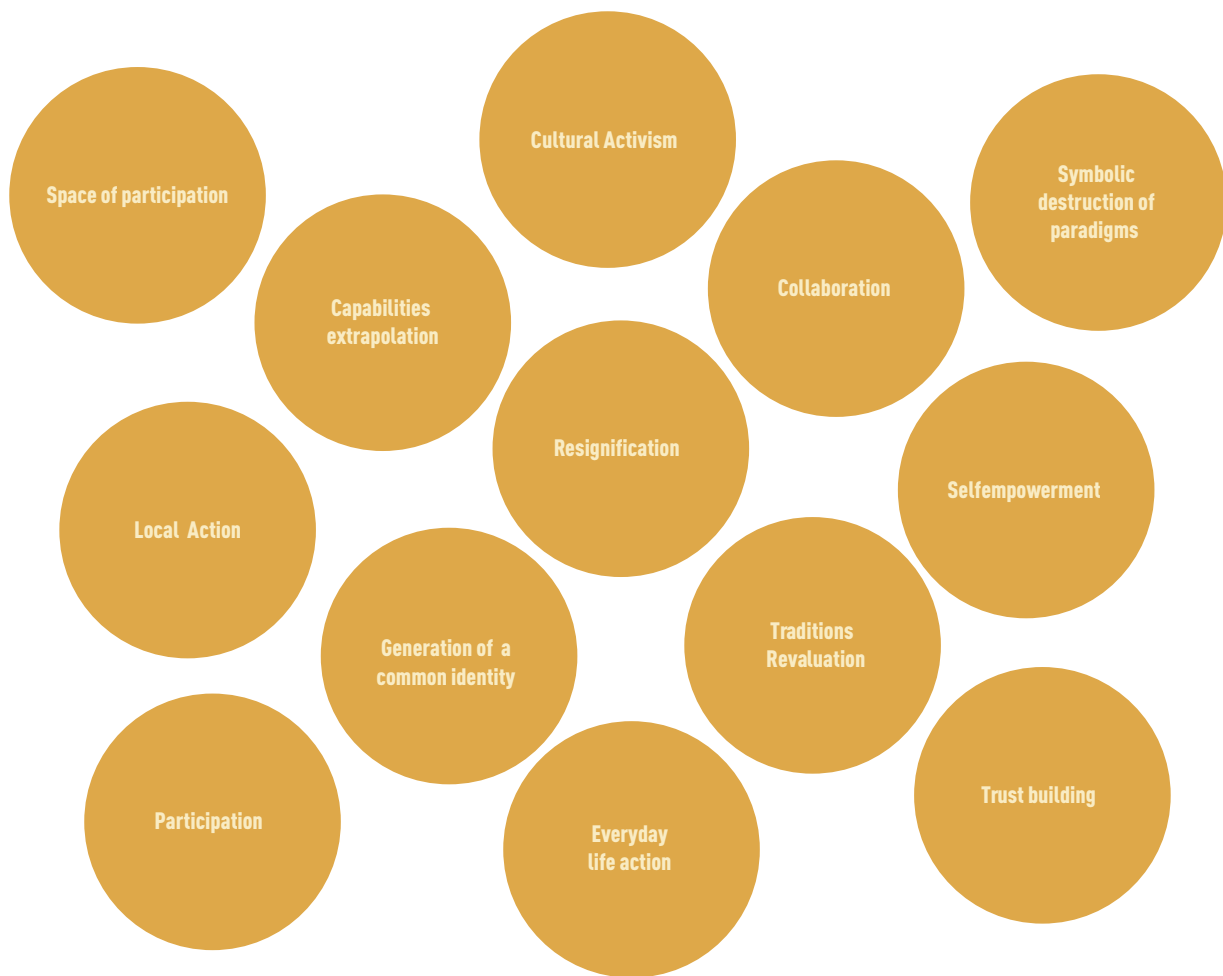 Cultural Activism
Space of participation
Symbolic
destruction of
paradigms
Capabilities
extrapolation
Collaboration
Resignification
Selfempowerment
Local Action
Generation of a
common identity
Traditions
Revaluation
Participation
Everyday
life action
Trust building